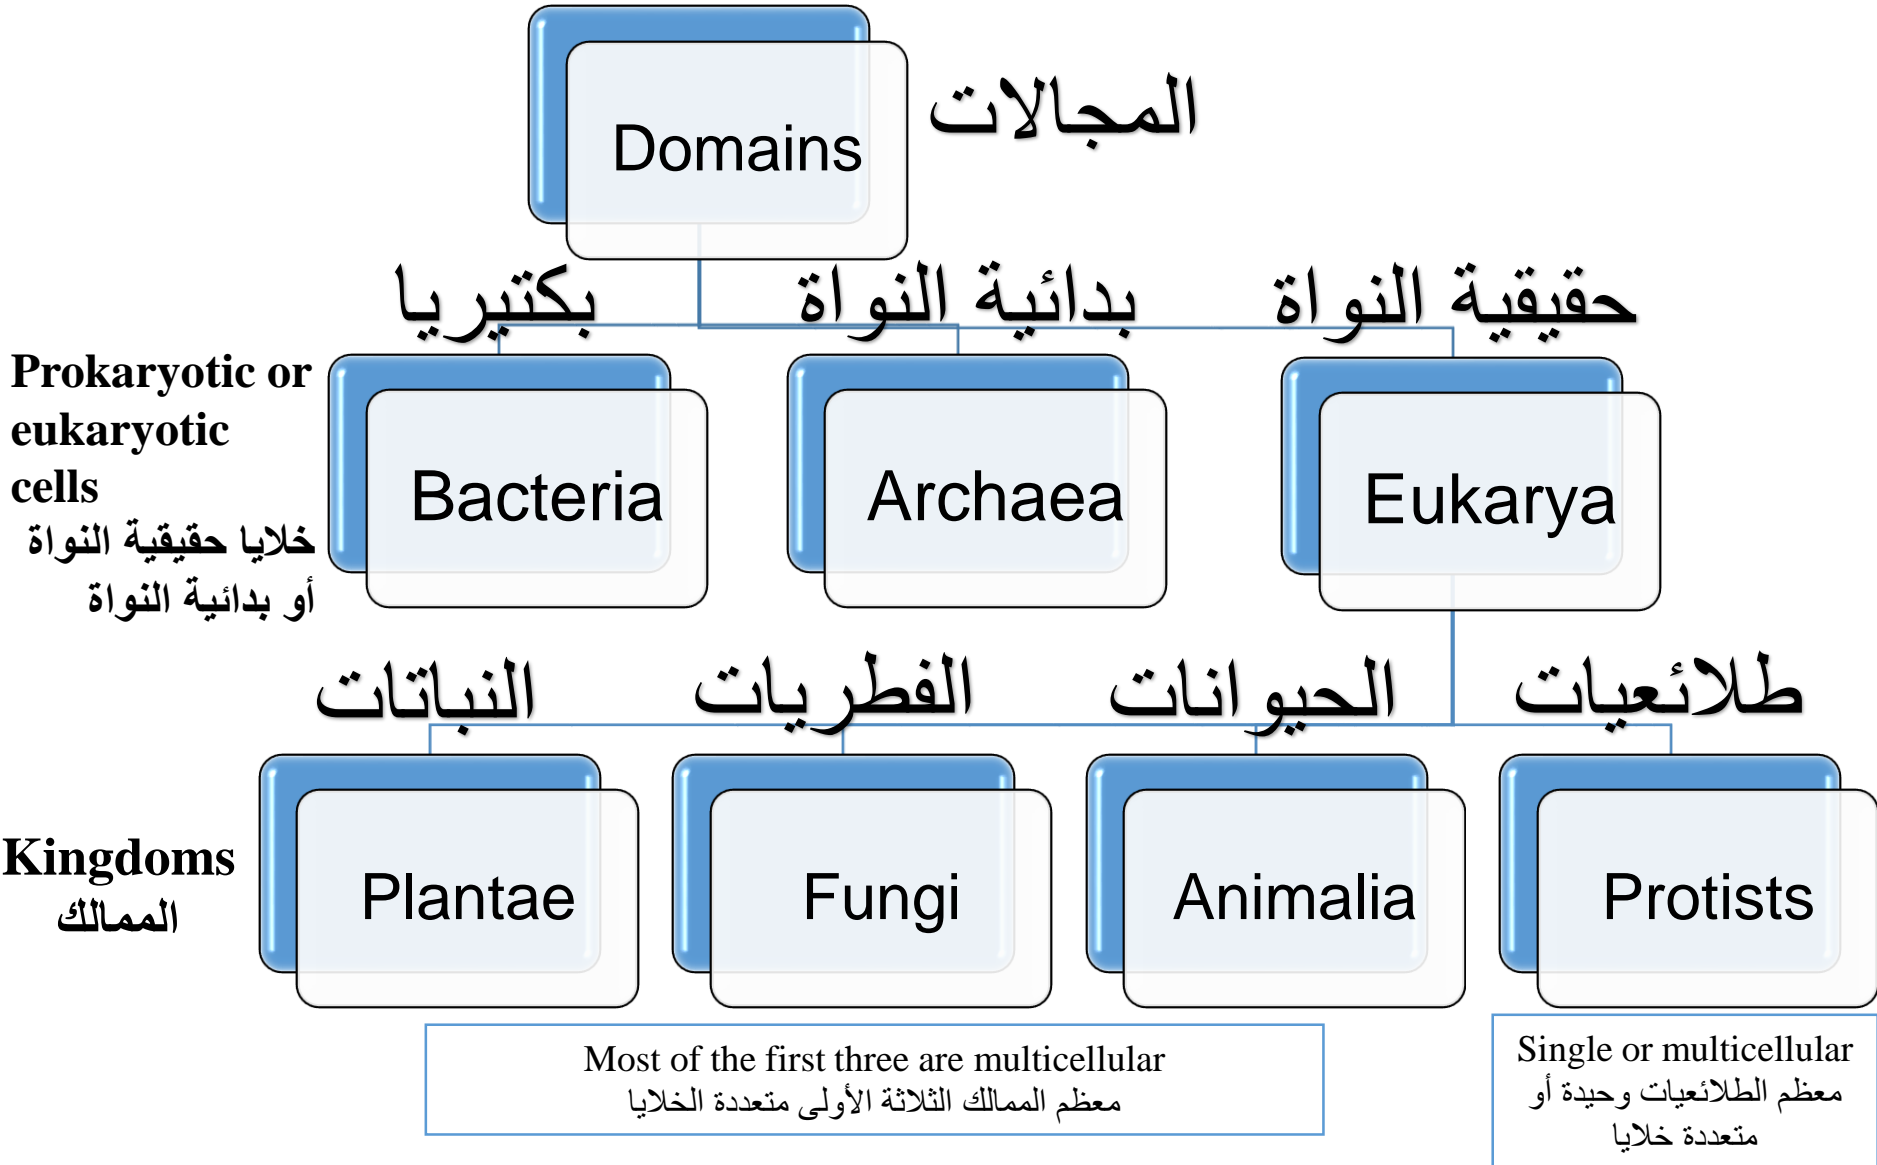 Domains
المجالات
بكتيريا
بدائية النواة
حقيقية النواة
Prokaryotic or
eukaryotic
cells
خلايا حقيقية النواة
أو بدائية النواة
Bacteria
Archaea
Eukarya
النباتات
الفطريات
الحيوانات
طلائعيات
Kingdoms
الممالك
Plantae
Fungi
Animalia
Protists
Most of the first three are multicellular
معظم الممالك الثلاثة الأولى متعددة الخلايا
Single or multicellular
معظم الطلائعيات وحيدة أو
متعددة خلايا